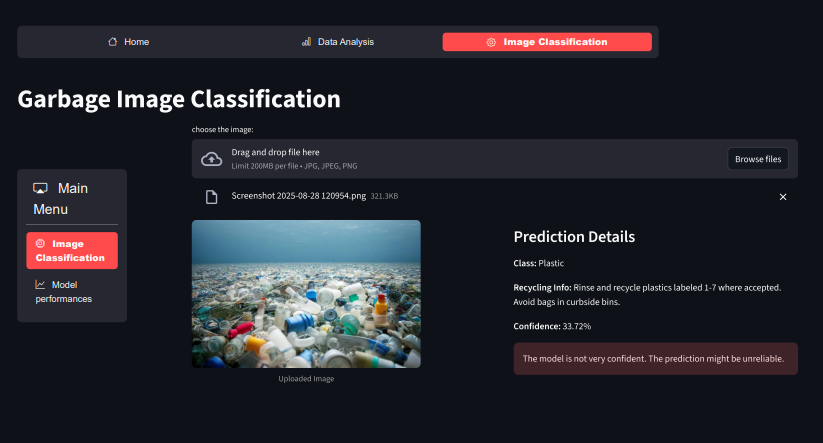 Home
Data Analysis
Image Classification
Garbage Image Classification
choose the image:
Drag and drop file here
Limit 200MB per file • JPG, JPEG, PNG
Browse files
Screenshot 2025-08-28 120954.png 321.3KB
Main
Menu
Image
Classification
Model
performances
Uploaded Image
Prediction Details
Class: Plastic
Recycling Info: Rinse and recycle plastics labeled 1-7 where accepted.
Avoid bags in curbside bins.
Confidence: 33.72%
The model is not very confident. The prediction might be unreliable.